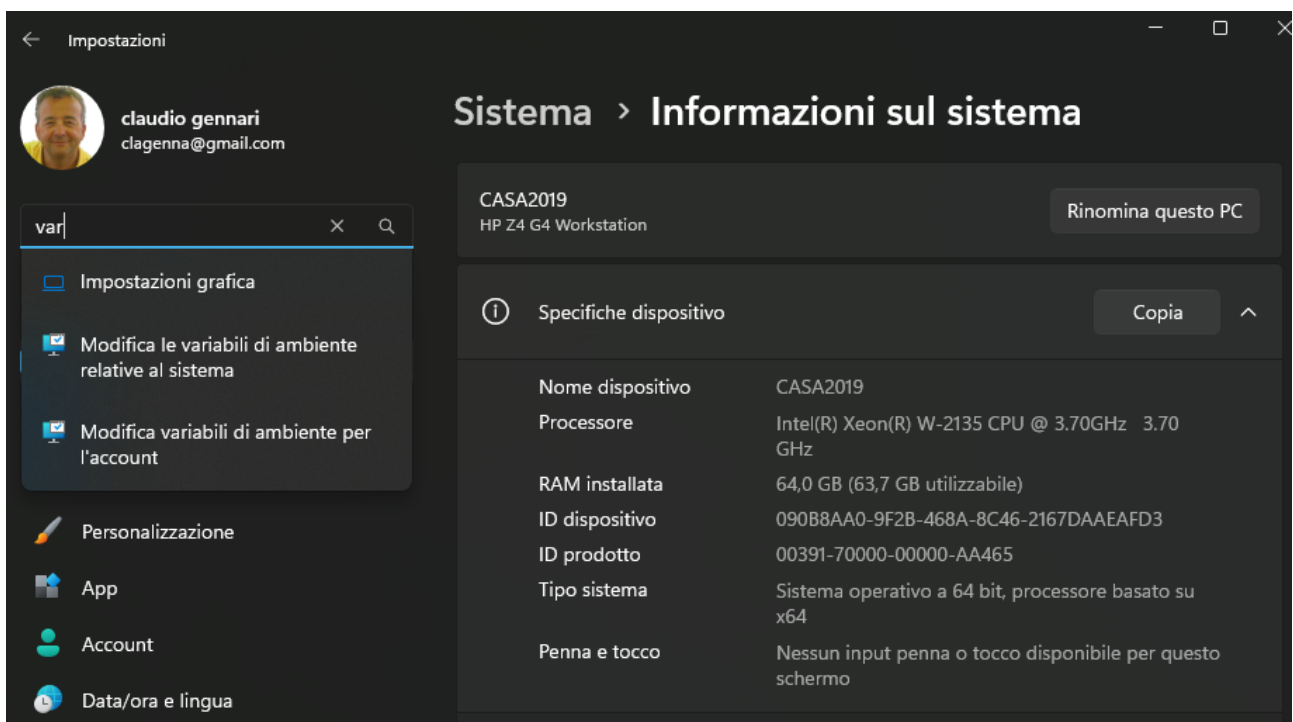 Impostazioni
claudio gennari
clagenna@gmail.com
var
Impostazioni grafica
Modifica le variabili di ambiente
relative al sistema
Modifica variabili di ambiente per
l'account
Personalizzazione
App
Account
Data/ora e lingua
Sistema > Informazioni sul sistema
CASA2019
HP Z4 G4 Workstation
Rinomina questo PC
Specifiche dispositivo
Copia
Nome dispositivo CASA2019
Processore Intel(R) Xeon(R) W-2135 CPU @ 3.70GHz 3.70
GHz
RAM installata 64,0 GB (63,7 GB utilizzabile)
ID dispositivo 090B8AA0-9F2B-468A-8C46-2167DAAEAFD3
ID prodotto 00391-70000-00000-AA465
Tipo sistema Sistema operativo a 64 bit, processore basato su
x64
Penna e tocco Nessun input penna o tocco disponibile per questo
schermo